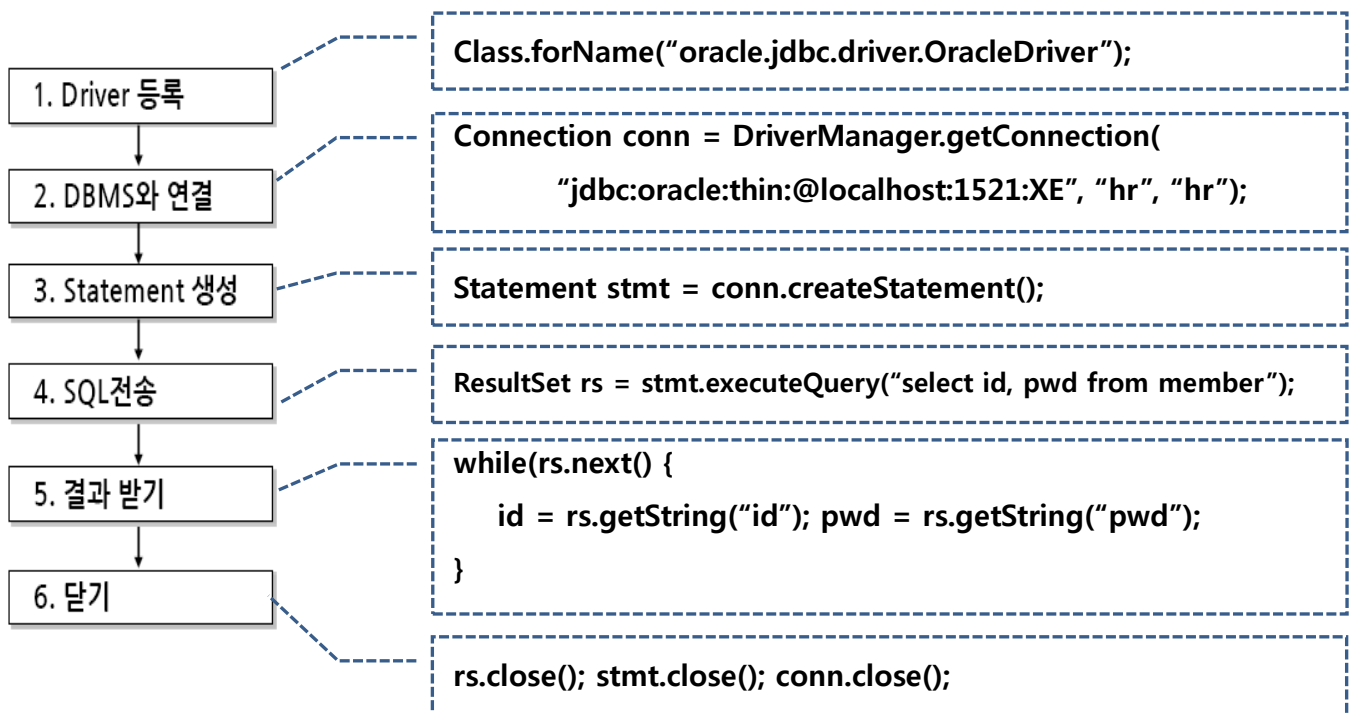 Class.forName(“oracle.jdbc.driver.OracleDriver”);
1. Driver 등록
Connection conn = DriverManager.getConnection(
“jdbc:oracle:thin:@localhost:1521:XE”, “hr”, “hr”);
2. DBMS와 연결
3. Statement 생성
Statement stmt = conn.createStatement();
4. SQL전송
ResultSet rs = stmt.executeQuery(“select id, pwd from member”);
5. 결과 받기
while(rs.next() {
id = rs.getString(“id”); pwd = rs.getString(“pwd”);
}
6. 닫기
rs.close(); stmt.close(); conn.close();